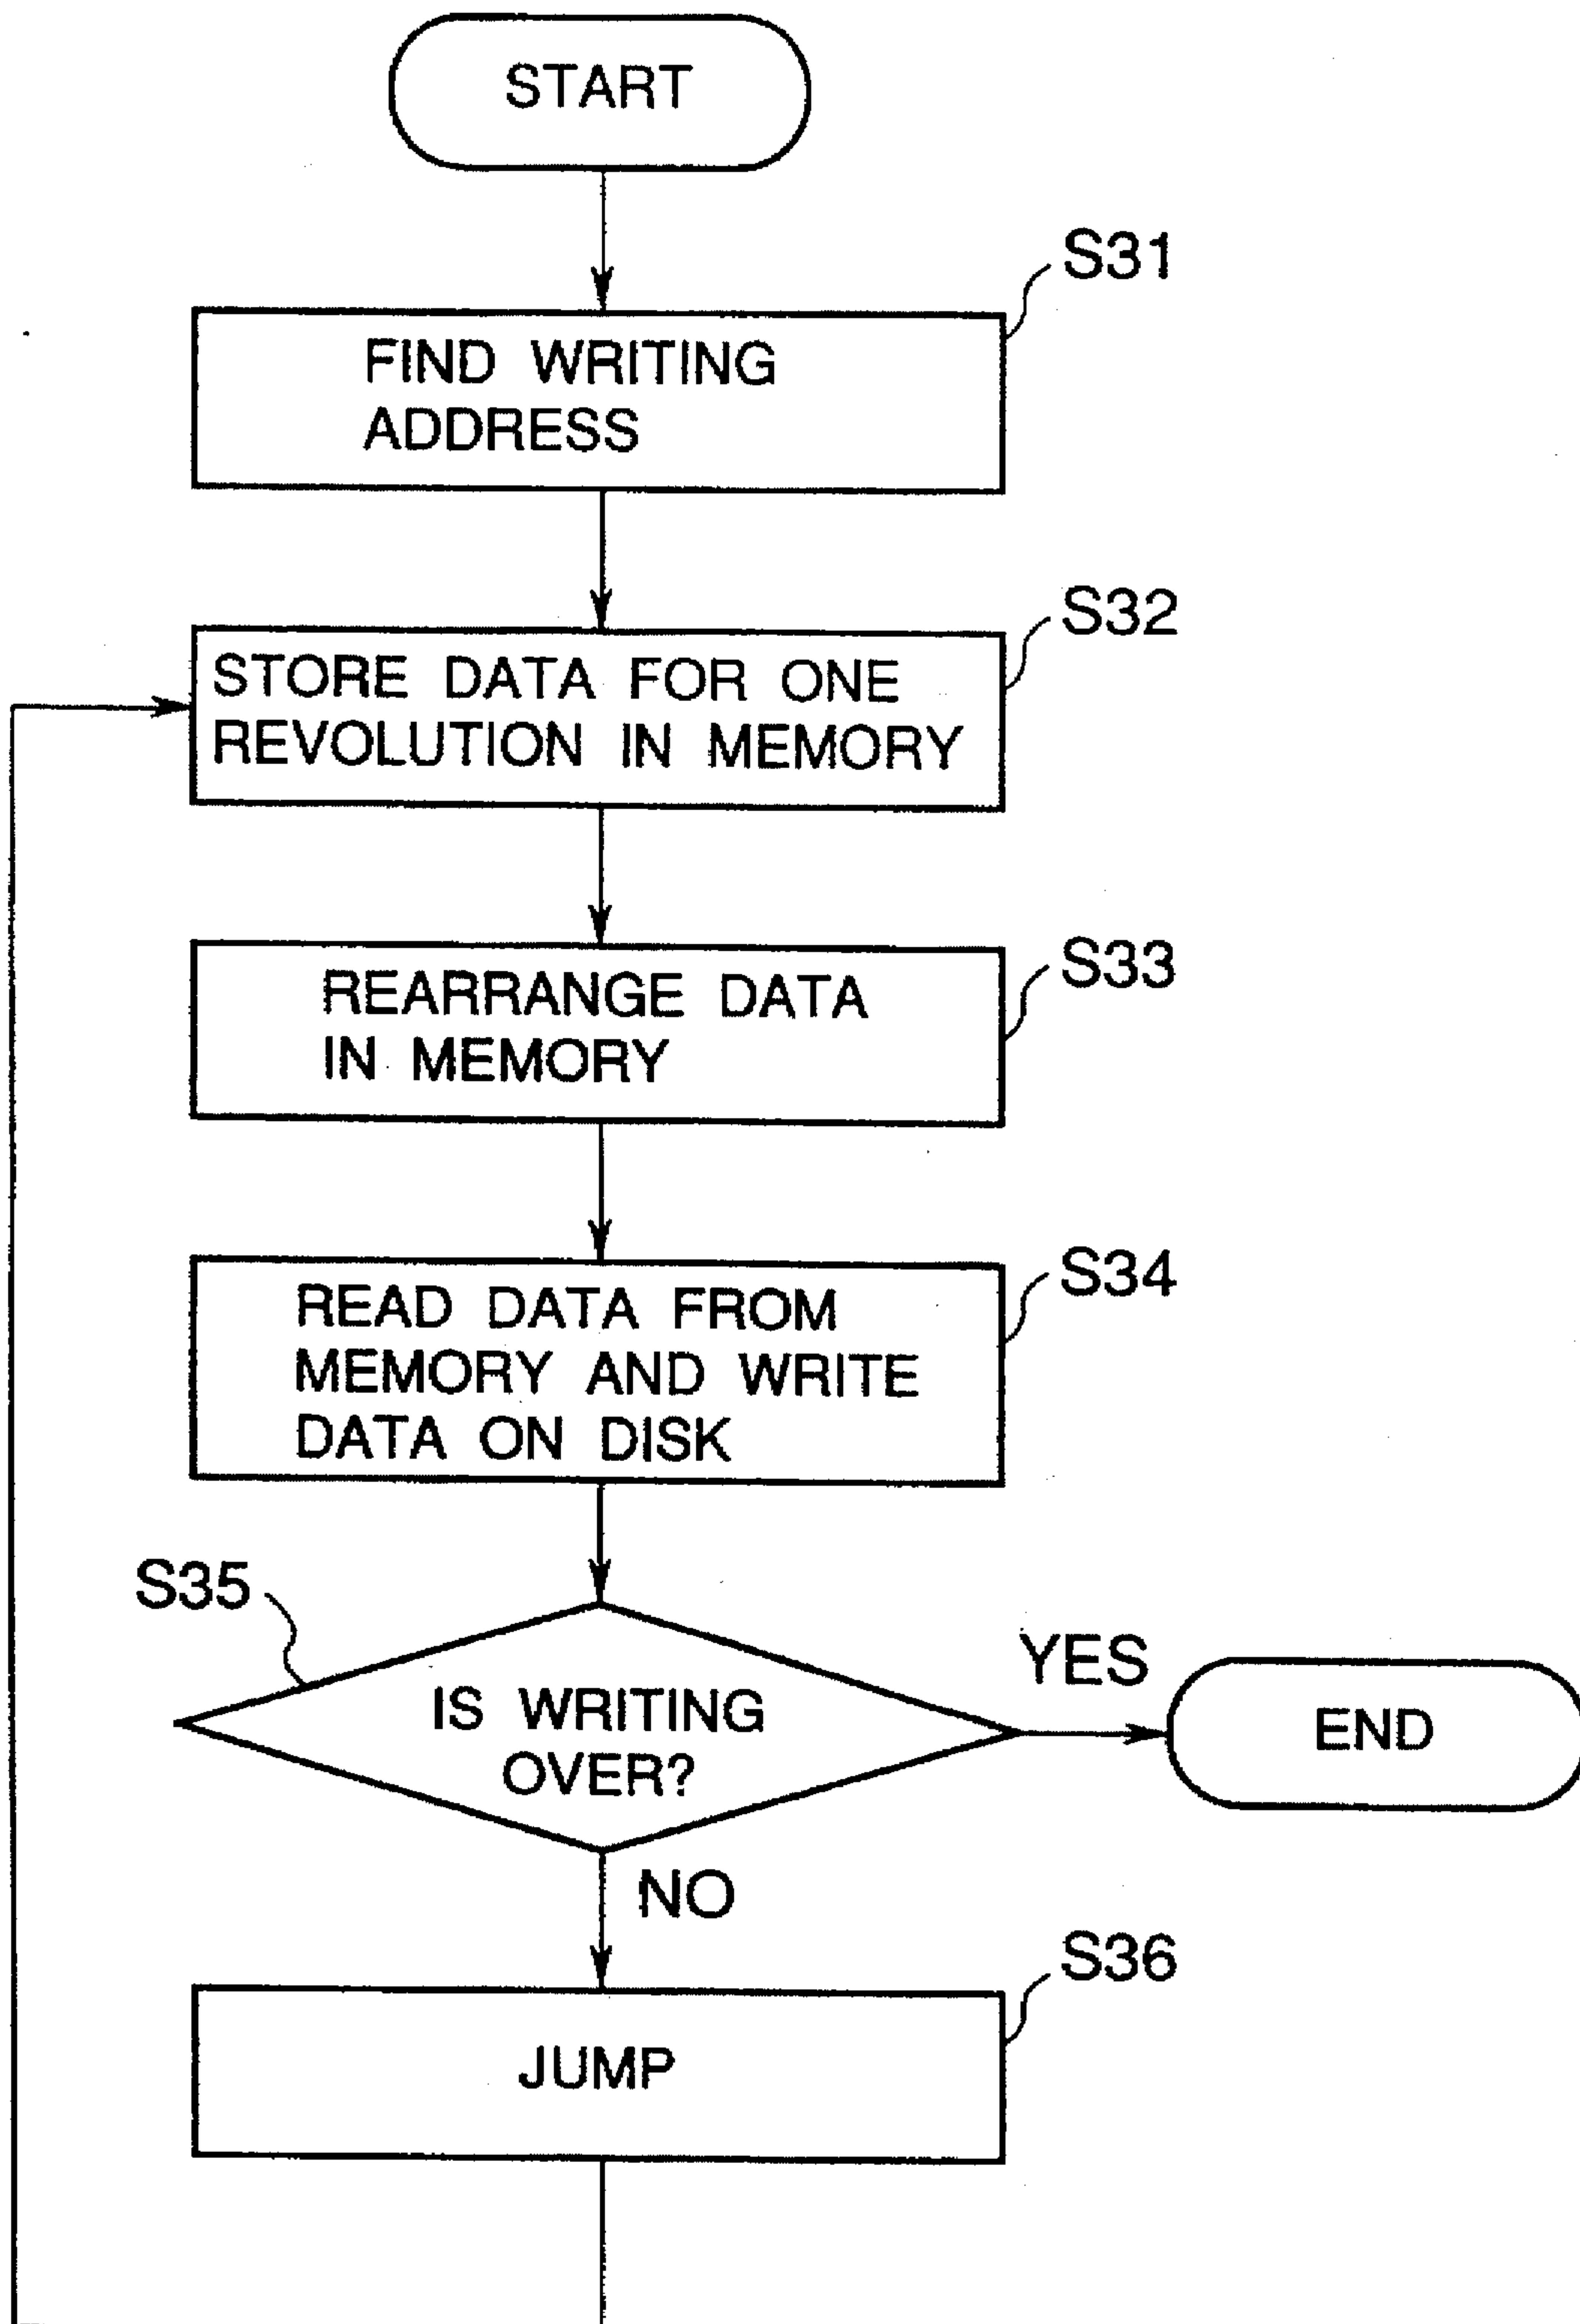 START
S31
FIND WRITING
ADDRESS
S32
STORE DATA FOR ONE
REVOLUTION IN MEMORY
S33
REARRANGE DATA
IN MEMORY
S34
READ DATA FROM
MEMORY AND WRITE
DATA ON DISK
S35
IS WRITING
OVER?
YES
END
NO
S36
JUMP